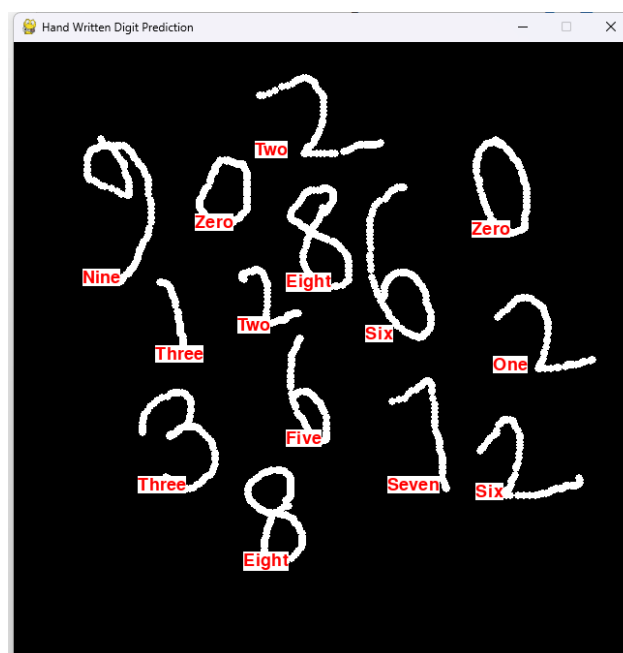 Hand Written Digit Prediction
2
Two
9 0 0
Zero Zero
8 6
Nine Eight
1 2 Two Six
2
Three One
6
3 Five 7 2
Three Seven Six
8
Eight